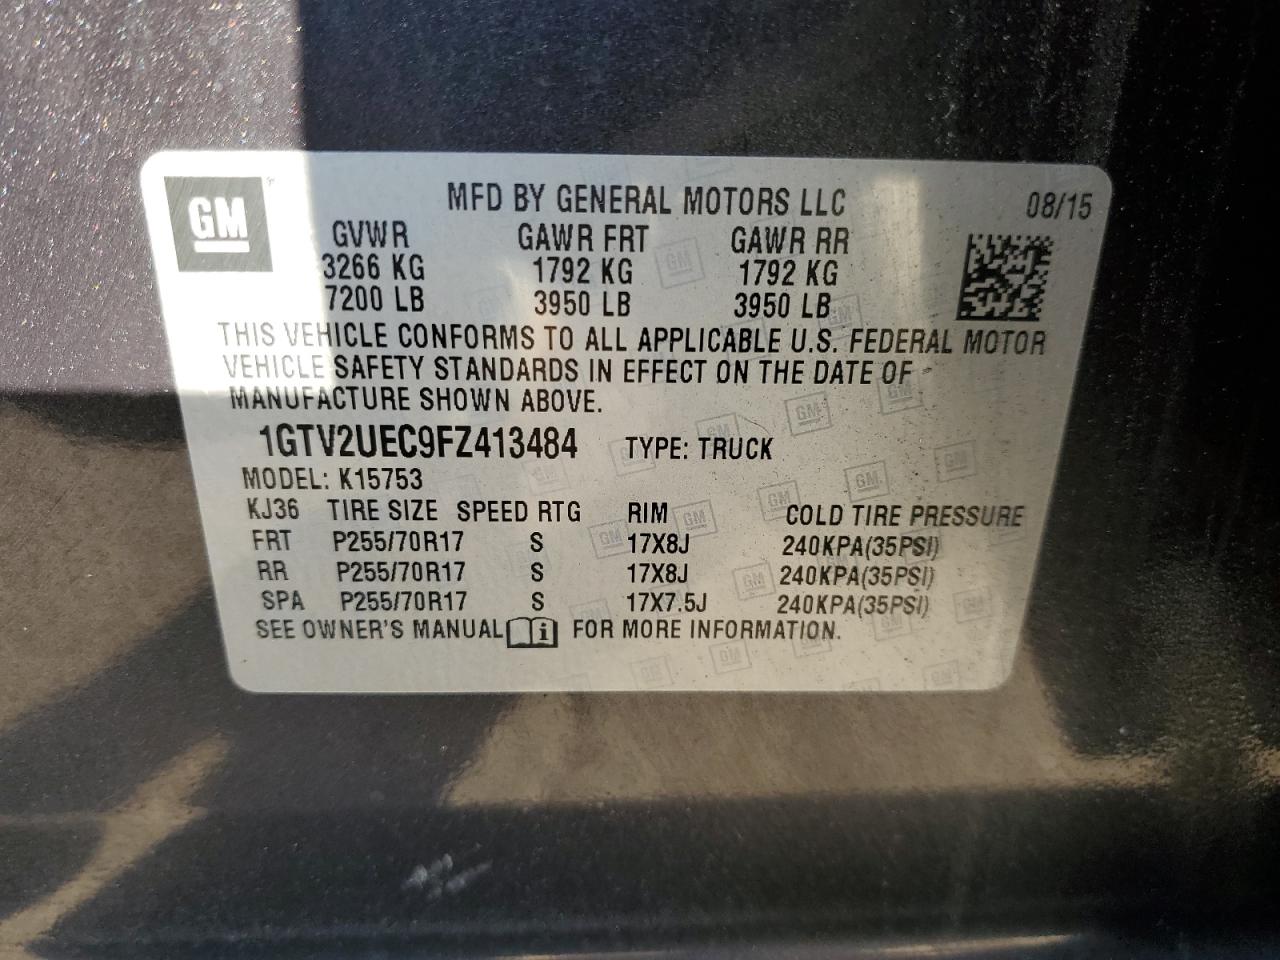 GM
MFD BY GENERAL MOTORS LLC 08/15
GVWR GAWR FRT GAWR RR
3266 KG 1792 KG 1792 KG
7200 LB 3950 LB 3950 LB
THIS VEHICLE CONFORMS TO ALL APPLICABLE U.S. FEDERAL MOTOR
VEHICLE SAFETY STANDARDS IN EFFECT ON THE DATE OF
MANUFACTURE SHOWN ABOVE.
1GTV2UEC9FZ413484 TYPE: TRUCK
MODEL: K15753
KJ36 TIRE SIZE SPEED RTG RIM COLD TIRE PRESSURE
FRT P255/70R17 S 17X8J 240KPA(35PSI)
RR P255/70R17 S 17X8J 240KPA(35PSI)
SPA P255/70R17 S 17X7.5J 240KPA(35PSI)
SEE OWNER'S MANUAL i FOR MORE INFORMATION.